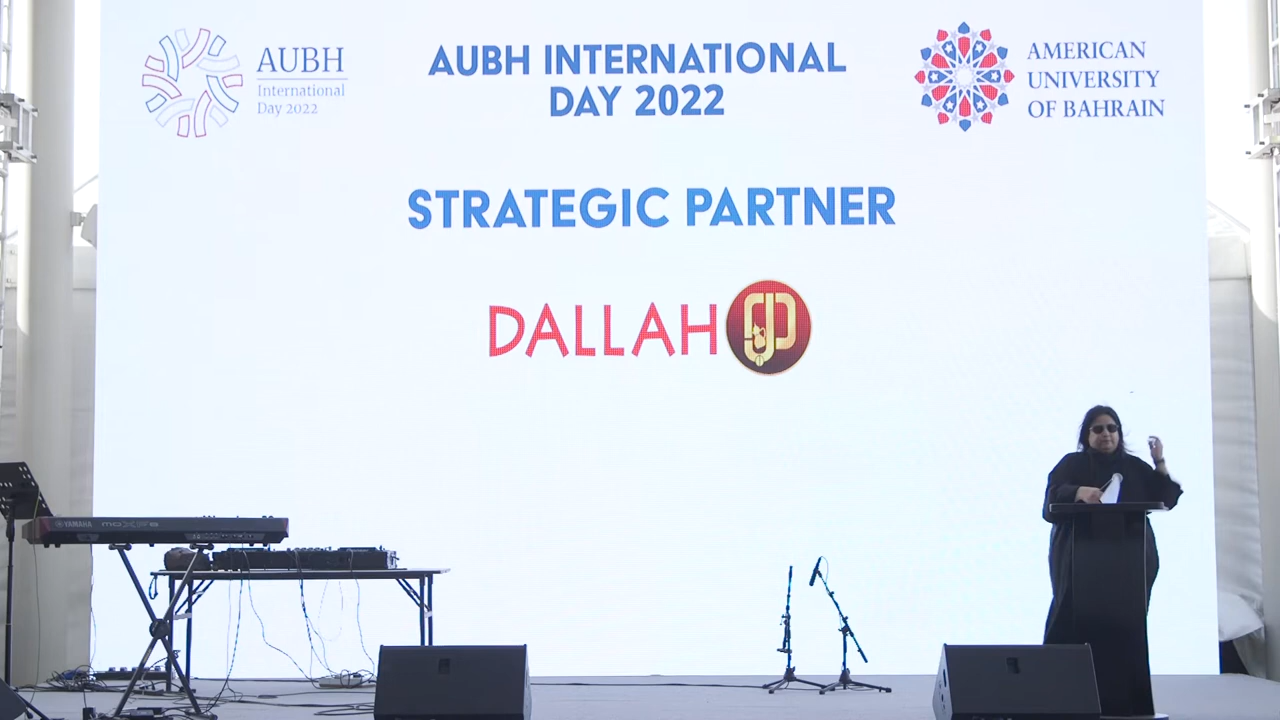 AUBH
International
Day 2022
AUBH INTERNATIONAL
DAY 2022
AMERICAN
UNIVERSITY
OF BAHRAIN
STRATEGIC PARTNER
DALLAH
YAMAHA